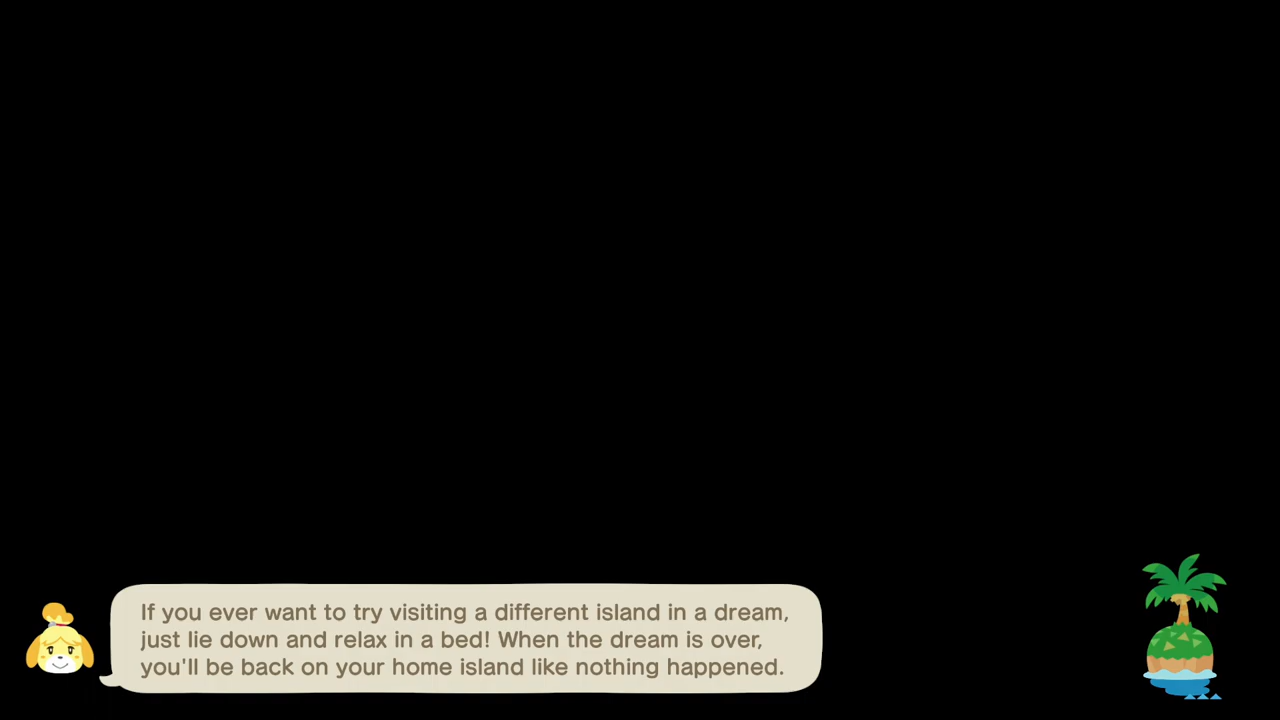 If you ever want to try visiting a different island in a dream,
just lie down and relax in a bed! When the dream is over,
you'll be back on your home island like nothing happened.